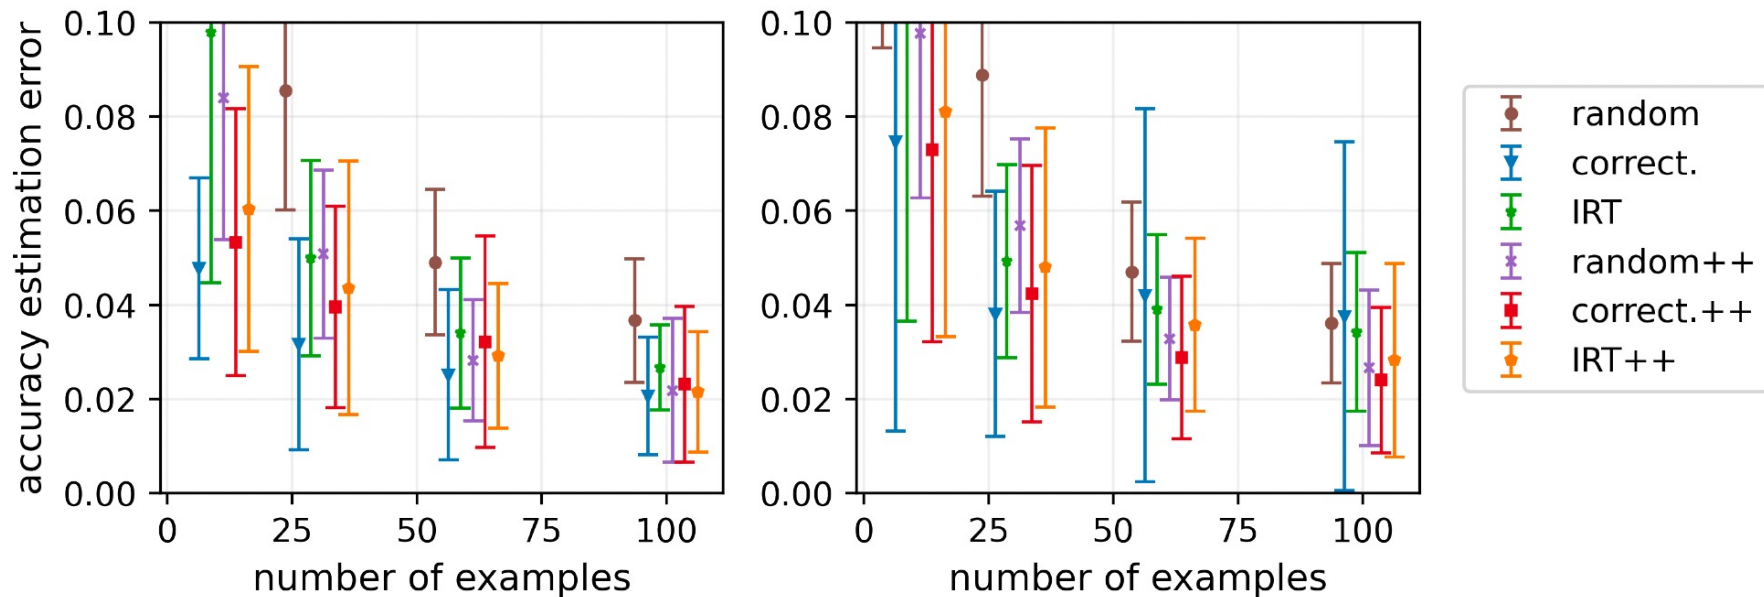 accuracy estimation error
0.10
0.08
0.06
0.04
0.02
0.00
0 25 50 75 100
number of examples
0.10
0.08
0.06
0.04
0.02
0.00
0 25 50 75 100
number of examples
random
correct.
IRT
random++
correct.++
IRT++